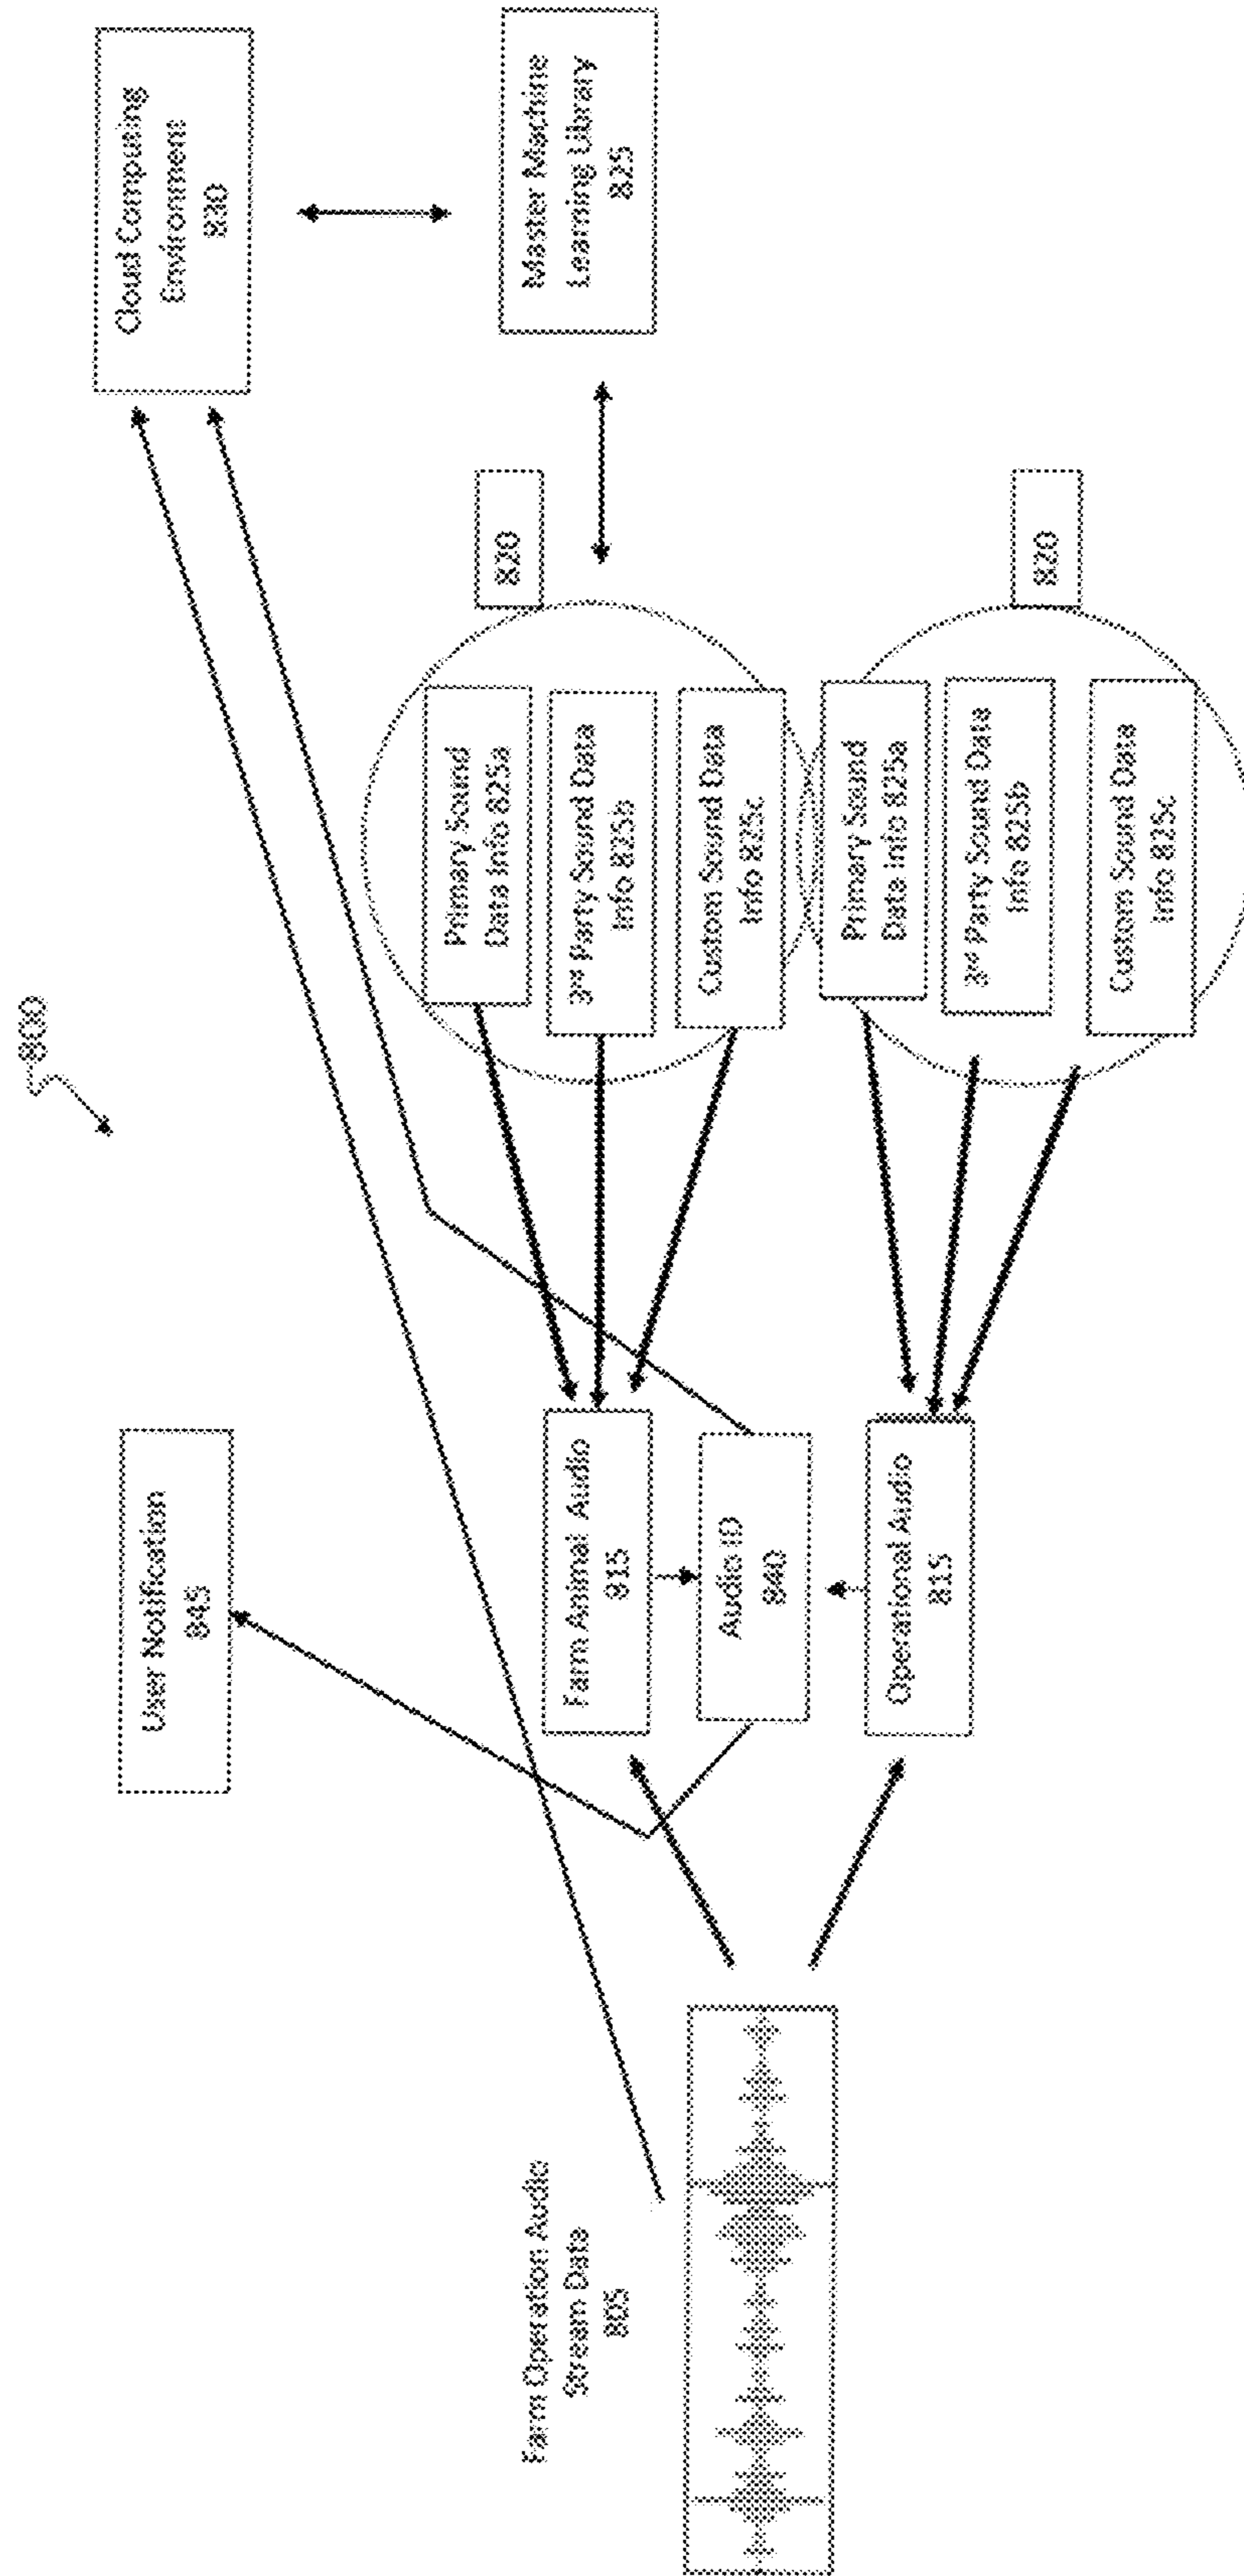 800
User Notification
845
Cloud Computing
Environment
830
Farm Operation Audio
Stream Data
805
Farm Animal Audio
815
Audio ID
840
Operational Audio
815
Primary Sound
Data Info 825a
3rd Party Sound Data
Info 825b
Custom Sound Data
Info 825c
820
Primary Sound
Data Info 825a
3rd Party Sound Data
Info 825b
Custom Sound Data
Info 825c
820
Master Machine
Learning Library
825